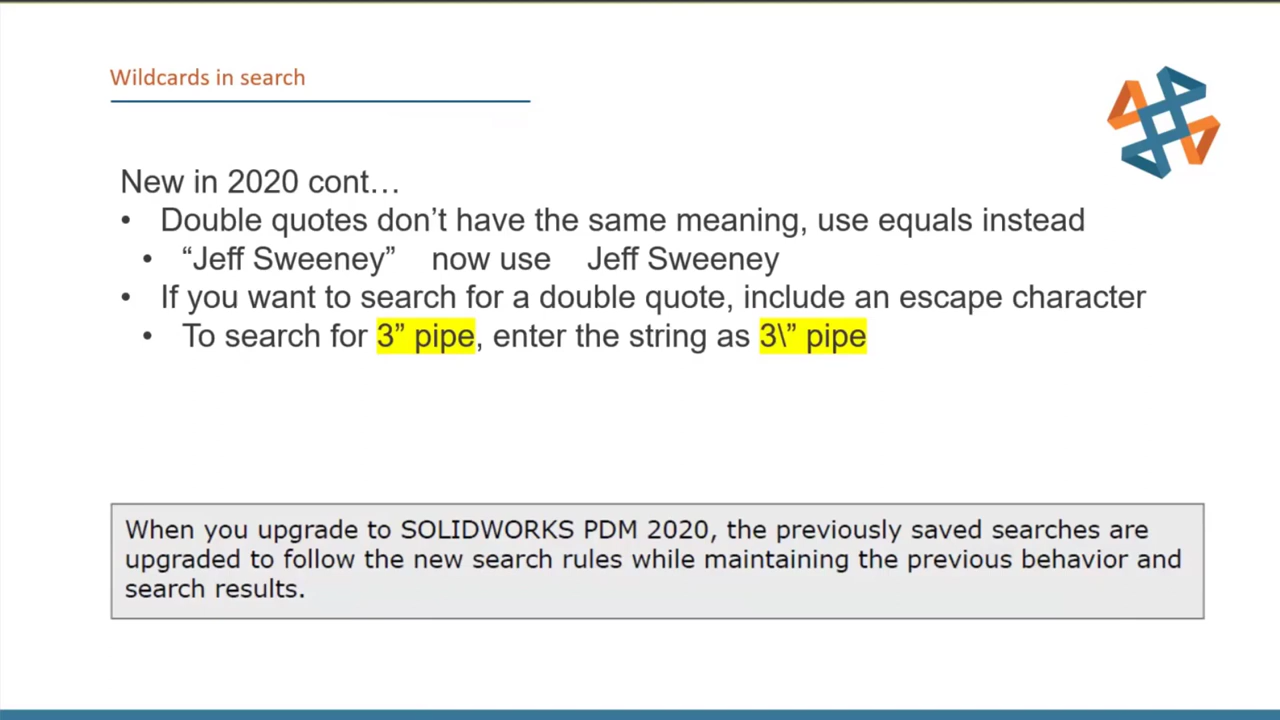 Wildcards in search
New in 2020 cont…
• Double quotes don’t have the same meaning, use equals instead
• “Jeff Sweeney” now use Jeff Sweeney
• If you want to search for a double quote, include an escape character
• To search for 3” pipe, enter the string as 3\” pipe
When you upgrade to SOLIDWORKS PDM 2020, the previously saved searches are
upgraded to follow the new search rules while maintaining the previous behavior and
search results.